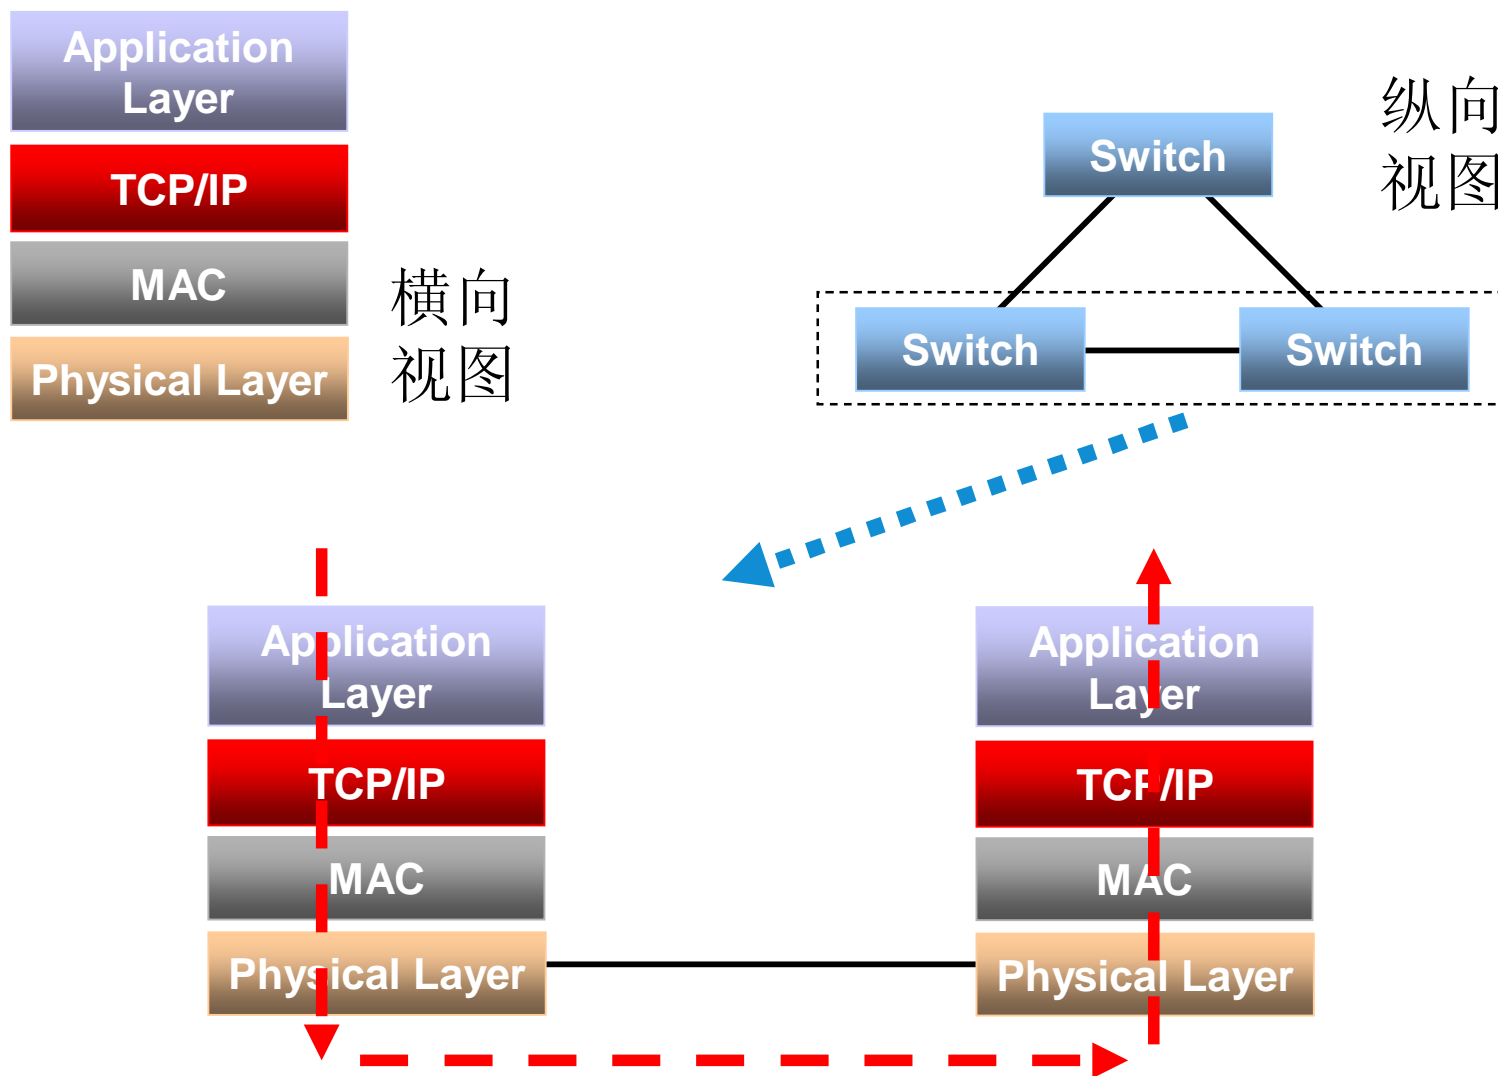 Application
Layer
TCP/IP
MAC
Physical Layer
横向
视图
纵向
视图
Switch
Switch
Switch
Application
Layer
TCP/IP
MAC
Physical Layer
Application
Layer
TCP/IP
MAC
Physical Layer